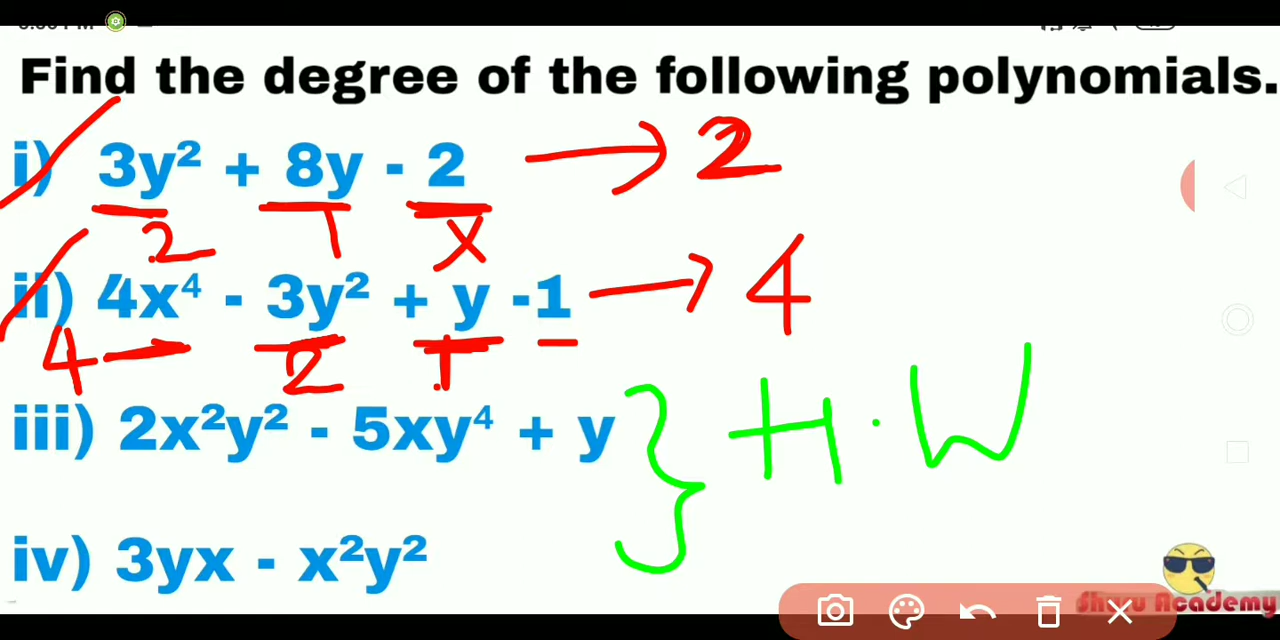 Find the degree of the following polynomials.
i) 3y² + 8y - 2 → 2
2 1 x
ii) 4x⁴ - 3y² + y -1 → 4
4 2 1
iii) 2x²y² - 5xy⁴ + y
H.W
iv) 3yx - x²y²
Academy